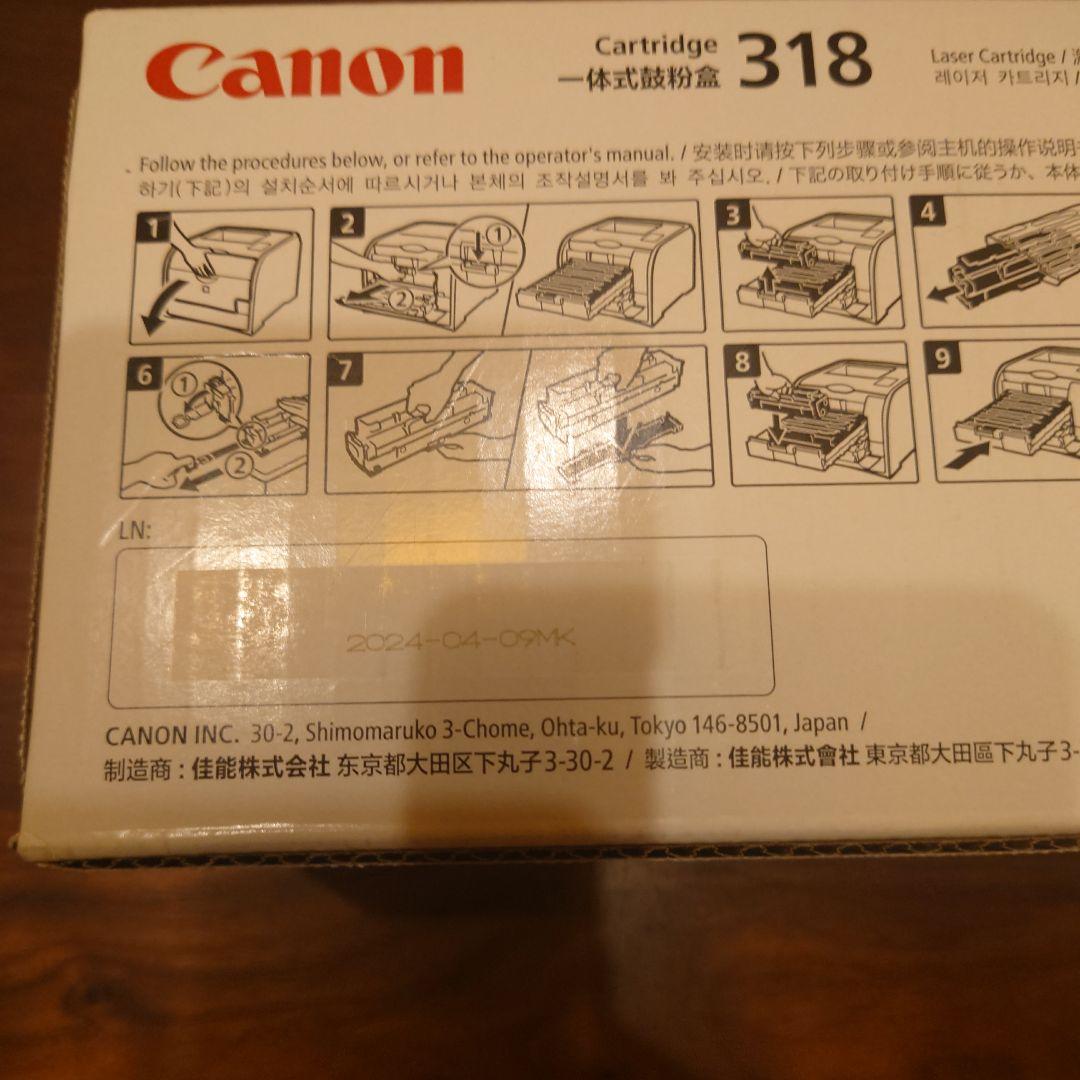 Canon
Cartridge 318
一体式鼓粉盒
Laser Cartridge /
레이저 카트리지 /
Follow the procedures below, or refer to the operator's manual. / 安装时请按下列步骤或参阅主机的操作说明
하기(下記)의 설치순서에 따르시거나 본체의 조작설명서를 봐 주십시오. / 下記の取り付け手順に従うか、本体
1
2
① 
②
3
4
6
①
②
7
8
9
LN:
2024-04-09MK
CANON INC. 30-2, Shimomaruko 3-Chome, Ohta-ku, Tokyo 146-8501, Japan /
制造商 : 佳能株式会社 东京都大田区下丸子3-30-2 / 製造商 : 佳能株式會社 東京都大田區下丸子3-